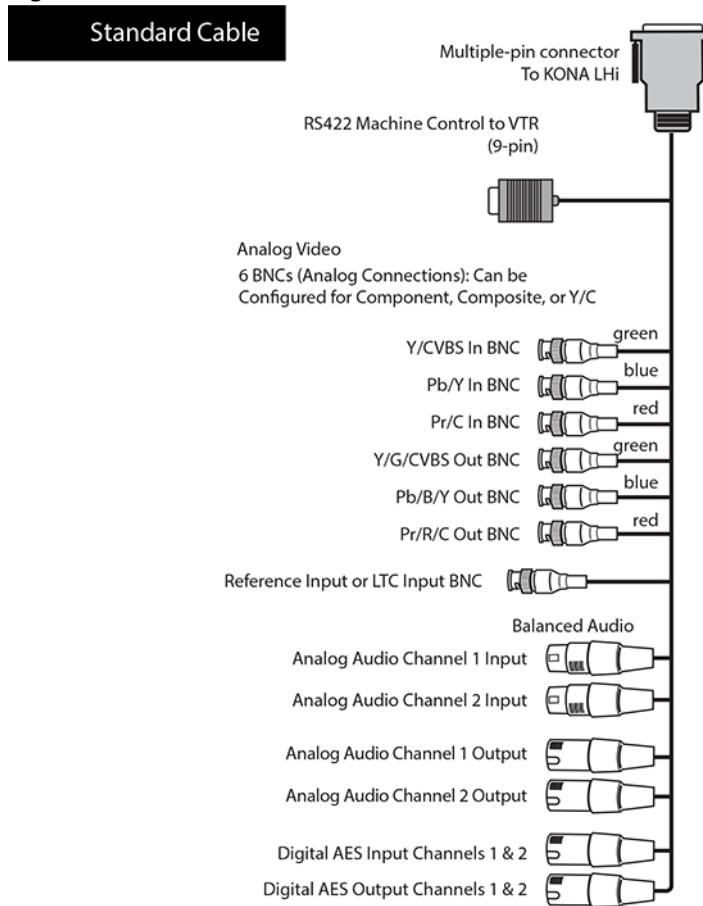 Standard Cable
Multiple-pin connector
To KONA LHi
RS422 Machine Control to VTR
(9-pin)
Analog Video
6 BNCs (Analog Connections): Can be
Configured for Component, Composite, or Y/C
Y/CVBS In BNC
green
Pb/Y In BNC
blue
Pr/C In BNC
red
Y/G/CVBS Out BNC
green
Pb/B/Y Out BNC
blue
Pr/R/C Out BNC
red
Reference Input or LTC Input BNC
Balanced Audio
Analog Audio Channel 1 Input
Analog Audio Channel 2 Input
Analog Audio Channel 1 Output
Analog Audio Channel 2 Output
Digital AES Input Channels 1 & 2
Digital AES Output Channels 1 & 2